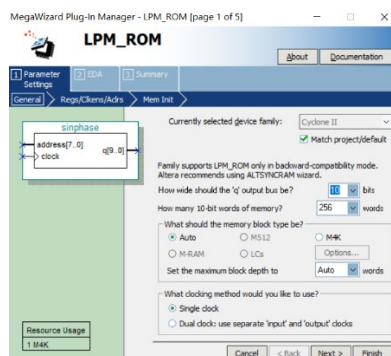 MegaWizard Plug-In Manager - LPM_ROM [page 1 of 5]
LPM_ROM
About Documentation
1 Parameter Settings 2 EDA 3 Summary
General Regs/Clkens/Adrs Mem Init
sinphase
address[7..0]
clock
q[9..0]
Currently selected device family: Cyclone II
Match project/default
Family supports LPM_ROM only in backward-compatibility mode.
Altera recommends using ALTSYNCRAM wizard.
How wide should the 'q' output bus be? 10 bits
How many 10-bit words of memory? 256 words
What should the memory block type be?
Auto M512 M4K
M-RAM LCs Options...
Set the maximum block depth to Auto words
What clocking method would you like to use?
Single clock
Dual clock: use separate 'input' and 'output' clocks
Resource Usage
1 M4K
Cancel < Back Next > Finish